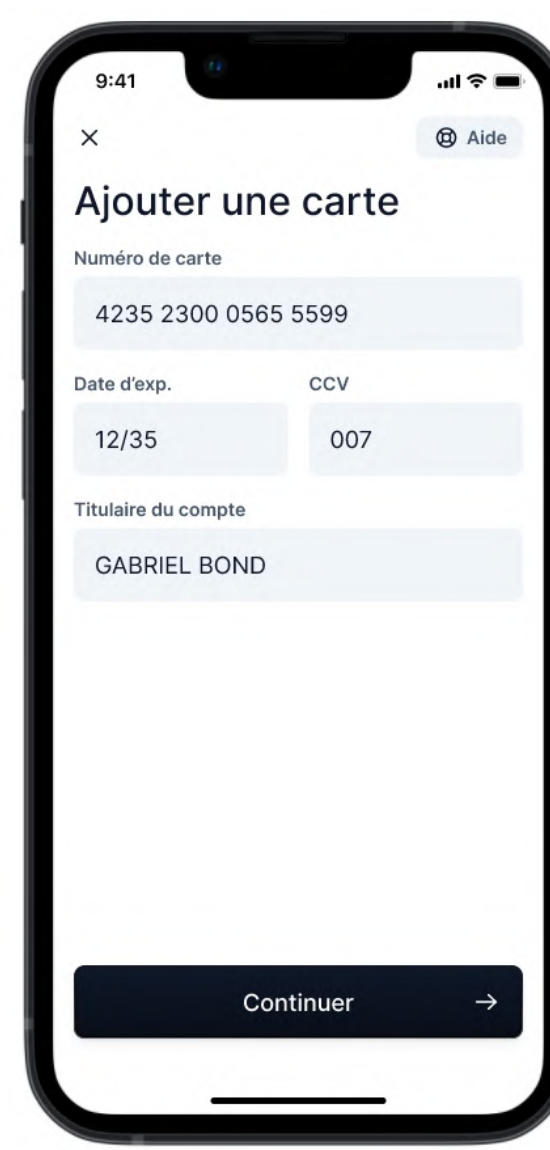 9:41
Aide
Ajouter une carte
Numéro de carte
4235 2300 0565 5599
Date d’exp. CCV
12/35 007
Titulaire du compte
GABRIEL BOND
Continuer